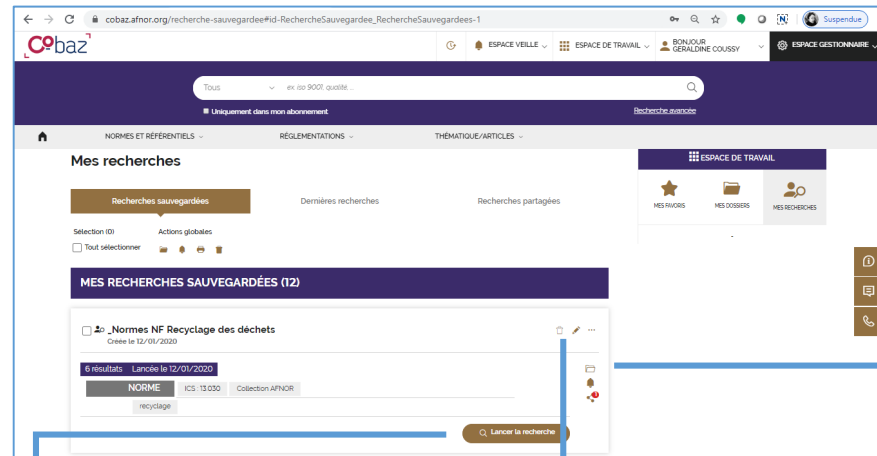 cobaz.afnor.org/recherche-sauvegardee#id-RechercheSauvegardee_RechercheSauvegardees-1
Suspendue
Cobaz
ESPACE VEILLE
ESPACE DE TRAVAIL
BONJOUR
GERALDINE COUSSY
ESPACE GESTIONNAIRE
Tous
ex. iso 9001, qualité...
Uniquement dans mon abonnement
Recherche avancée
NORMES ET RÉFÉRENTIELS
RÉGLEMENTATIONS
THÉMATIQUE/ARTICLES
Mes recherches
ESPACE DE TRAVAIL
Recherches sauvegardées
Dernières recherches
Recherches partagées
MES FAVORIS
MES DOSSIERS
MES RECHERCHES
Sélection (0)
Actions globales
Tout sélectionner
MES RECHERCHES SAUVEGARDÉES (12)
_Normes NF Recyclage des déchets
Créée le 12/01/2020
6 résultats Lancée le 12/01/2020
NORME
ICS : 13.030
Collection AFNOR
recyclage
Lancer la recherche